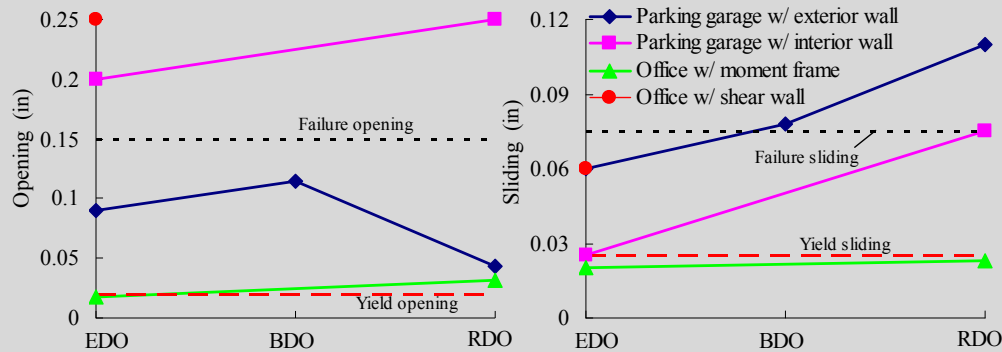 Opening (in)
0.25
0.2
0.15
0.1
0.05
0
Failure opening
Yield opening
EDO BDO RDO
Sliding (in)
0.12
0.09
0.06
0.03
0
Parking garage w/ exterior wall
Parking garage w/ interior wall
Office w/ moment frame
Office w/ shear wall
Failure sliding
Yield sliding
EDO BDO RDO